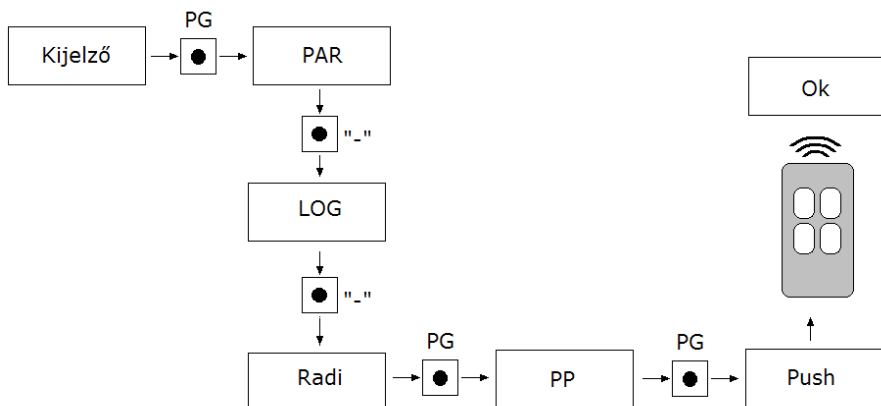 PG
Kijelző
PAR
Ok
"-"
LOG
"-"
PG
PG
Radi
PP
Push